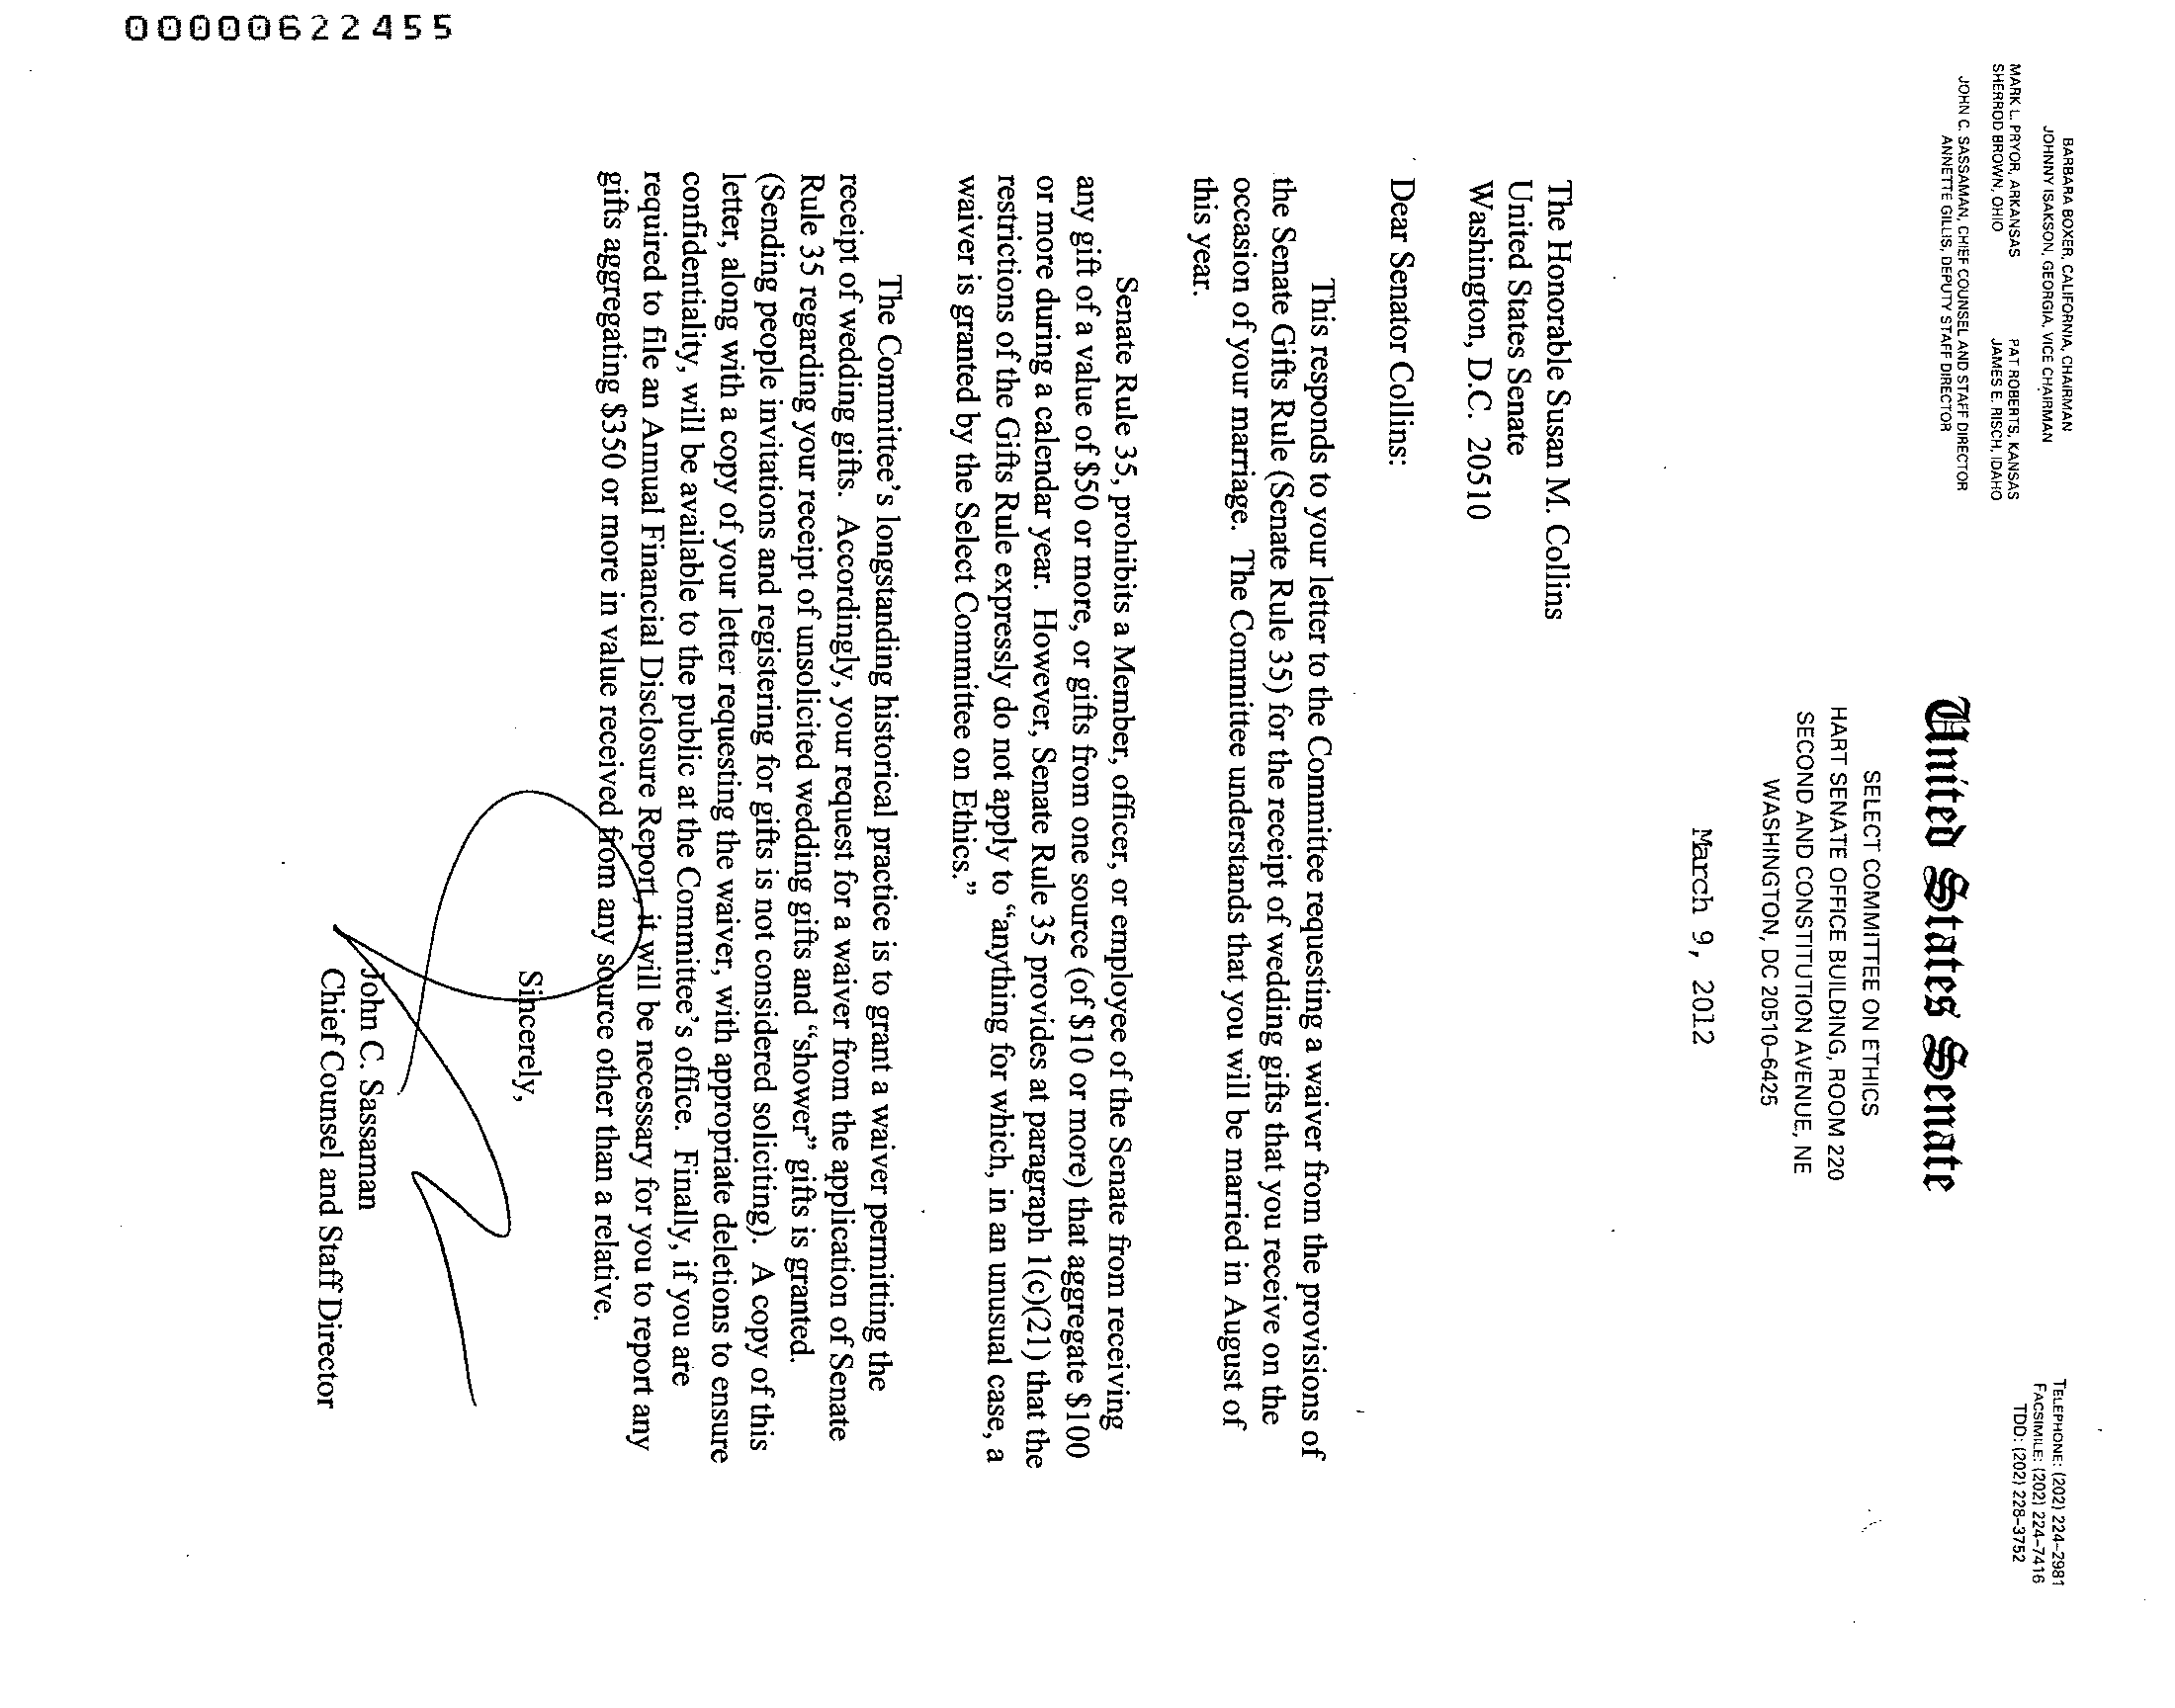 00000622455
BARBARA BOXER, CALIFORNIA, CHAIRMAN
JOHNNY ISAKSON, GEORGIA, VICE CHAIRMAN
MARK L. PRYOR, ARKANSAS PAT ROBERTS, KANSAS
SHERROD BROWN, OHIO JAMES E. RISCH, IDAHO
JOHN C. SASSAMAN, CHIEF COUNSEL AND STAFF DIRECTOR
ANNETTE GILLIS, DEPUTY STAFF DIRECTOR
TELEPHONE: (202) 224-2981
FACSIMILE: (202) 224-7416
TDD: (202) 228-3752
United States Senate
SELECT COMMITTEE ON ETHICS
HART SENATE OFFICE BUILDING, ROOM 220
SECOND AND CONSTITUTION AVENUE, NE
WASHINGTON, DC 20510-6425
March 9, 2012
The Honorable Susan M. Collins
United States Senate
Washington, D.C. 20510
Dear Senator Collins:
This responds to your letter to the Committee requesting a waiver from the provisions of
the Senate Gifts Rule (Senate Rule 35) for the receipt of wedding gifts that you receive on the
occasion of your marriage. The Committee understands that you will be married in August of
this year.
Senate Rule 35, prohibits a Member, officer, or employee of the Senate from receiving
any gift of a value of $50 or more, or gifts from one source (of $10 or more) that aggregate $100
or more during a calendar year. However, Senate Rule 35 provides at paragraph 1(c)(21) that the
restrictions of the Gifts Rule expressly do not apply to “anything for which, in an unusual case, a
waiver is granted by the Select Committee on Ethics.”
The Committee’s longstanding historical practice is to grant a waiver permitting the
receipt of wedding gifts. Accordingly, your request for a waiver from the application of Senate
Rule 35 regarding your receipt of unsolicited wedding gifts and “shower” gifts is granted.
(Sending people invitations and registering for gifts is not considered soliciting). A copy of this
letter, along with a copy of your letter requesting the waiver, with appropriate deletions to ensure
confidentiality, will be available to the public at the Committee’s office. Finally, if you are
required to file an Annual Financial Disclosure Report, it will be necessary for you to report any
gifts aggregating $350 or more in value received from any source other than a relative.
Sincerely,
John C. Sassaman
Chief Counsel and Staff Director